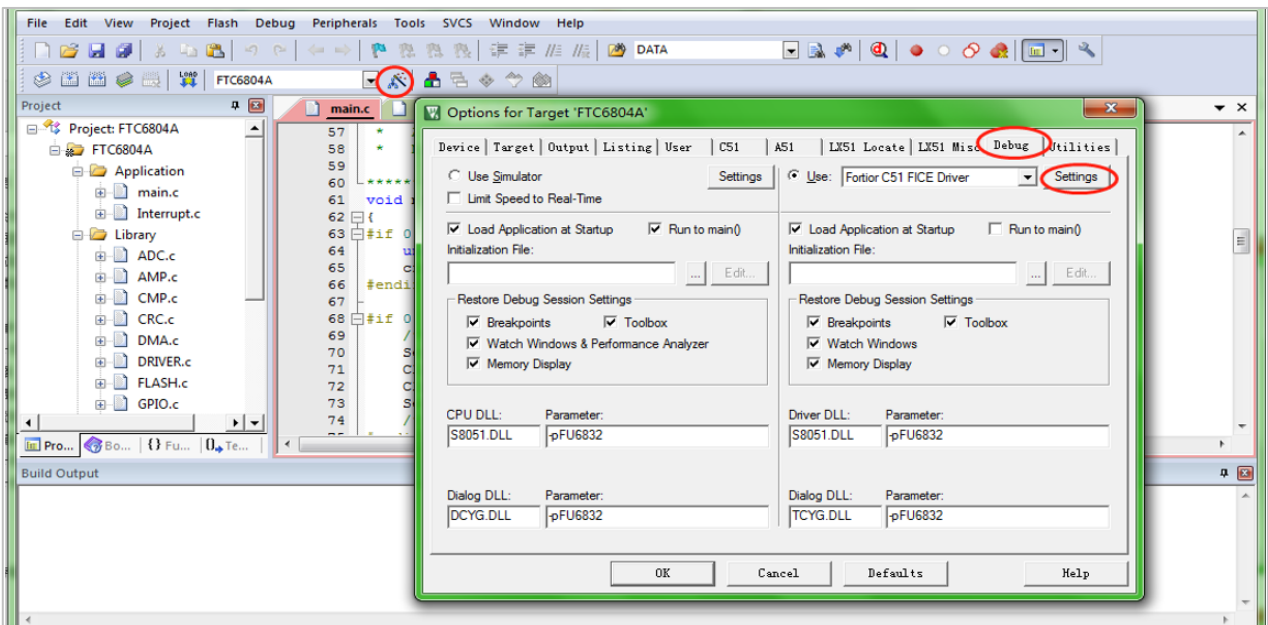 File Edit View Project Flash Debug Peripherals Tools SVCS Window Help
DATA
LOAD FTC6804A
Project
main.c
Project: FTC6804A
FTC6804A
Application
main.c
Interrupt.c
Library
ADC.c
AMP.c
CMP.c
CRC.c
DMA.c
DRIVER.c
FLASH.c
GPIO.c
Pro... Bo... {} Fu... Te...
57 *
58 *
59
60 *****
61 void
62 {
63 #if 0
64
65
66 #endi
67
68 #if 0
69 /
70 S
71 C
72 C
73 S
74 /
Options for Target 'FTC6804A'
Device Target Output Listing User C51 A51 LX51 Locate LX51 Misc Debug Utilities
Use Simulator Settings Use: Fortior C51 FICE Driver Settings
Limit Speed to Real-Time
Load Application at Startup Run to main() Load Application at Startup Run to main()
Initialization File: Initialization File:
... Edit... ... Edit...
Restore Debug Session Settings Restore Debug Session Settings
Breakpoints Toolbox Breakpoints Toolbox
Watch Windows & Performance Analyzer Watch Windows
Memory Display Memory Display
CPU DLL: Parameter: Driver DLL: Parameter:
S8051.DLL -pFU6832 S8051.DLL -pFU6832
Dialog DLL: Parameter: Dialog DLL: Parameter:
DCYG.DLL -pFU6832 TCYG.DLL -pFU6832
OK Cancel Defaults Help
Build Output